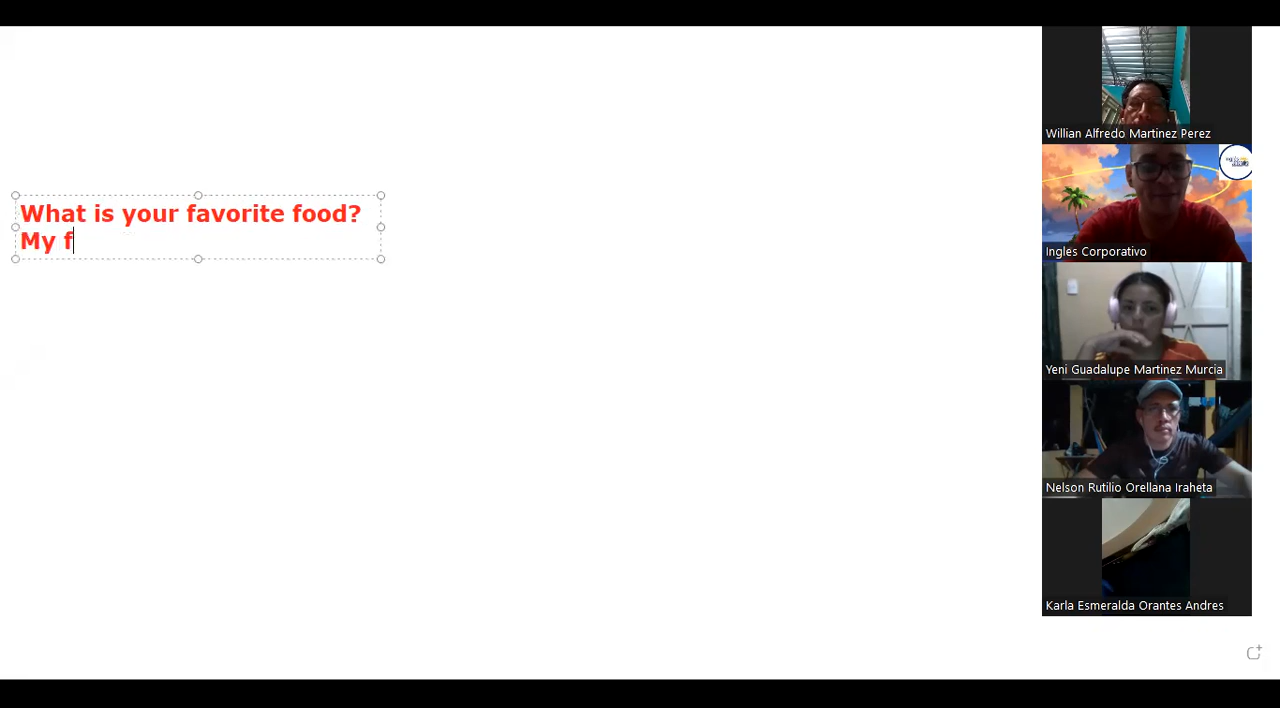 What is your favorite food?
My f
Willian Alfredo Martinez Perez
Ingles Corporativo
Yeni Guadalupe Martinez Murcia
Nelson Rutilio Orellana Iraheta
Karla Esmeralda Orantes Andres